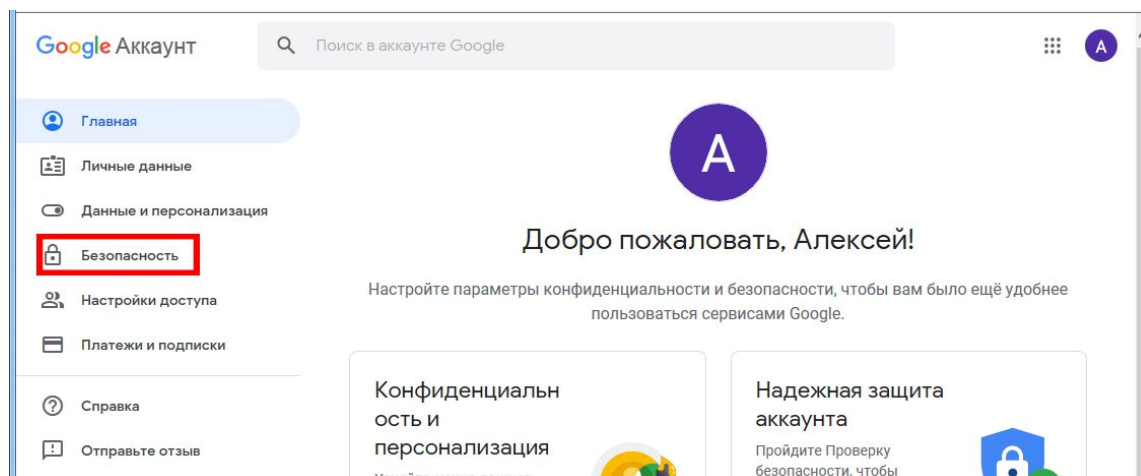 Google Аккаунт
Поиск в аккаунте Google
A
Главная
Личные данные
Данные и персонализация
Безопасность
Настройки доступа
Платежи и подписки
Справка
Отправьте отзыв
A
Добро пожаловать, Алексей!
Настройте параметры конфиденциальности и безопасности, чтобы вам было ещё удобнее
пользоваться сервисами Google.
Конфиденциальн
ость и
персонализация
Надежная защита
аккаунта
Пройдите Проверку
безопасности, чтобы